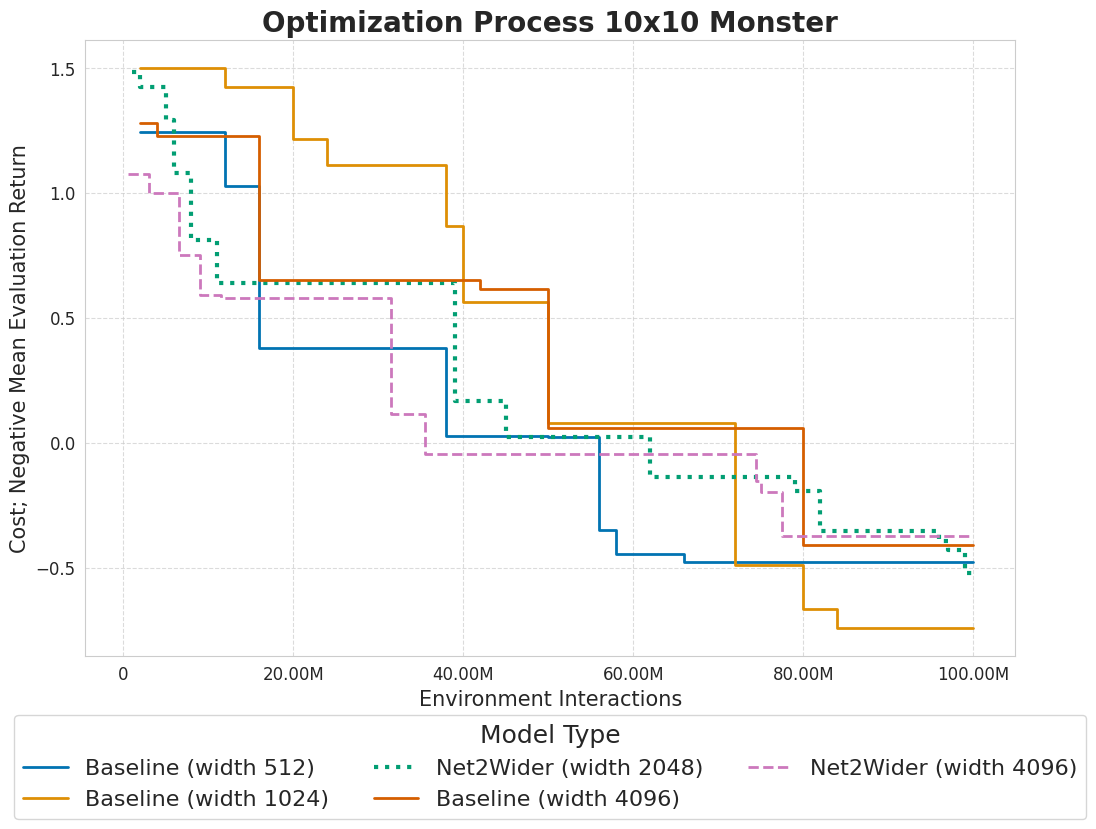 Optimization Process 10x10 Monster
Cost; Negative Mean Evaluation Return
1.5
1.0
0.5
0.0
−0.5
0
20.00M
40.00M
60.00M
80.00M
100.00M
Environment Interactions
Model Type
Baseline (width 512)
Baseline (width 1024)
Net2Wider (width 2048)
Baseline (width 4096)
Net2Wider (width 4096)